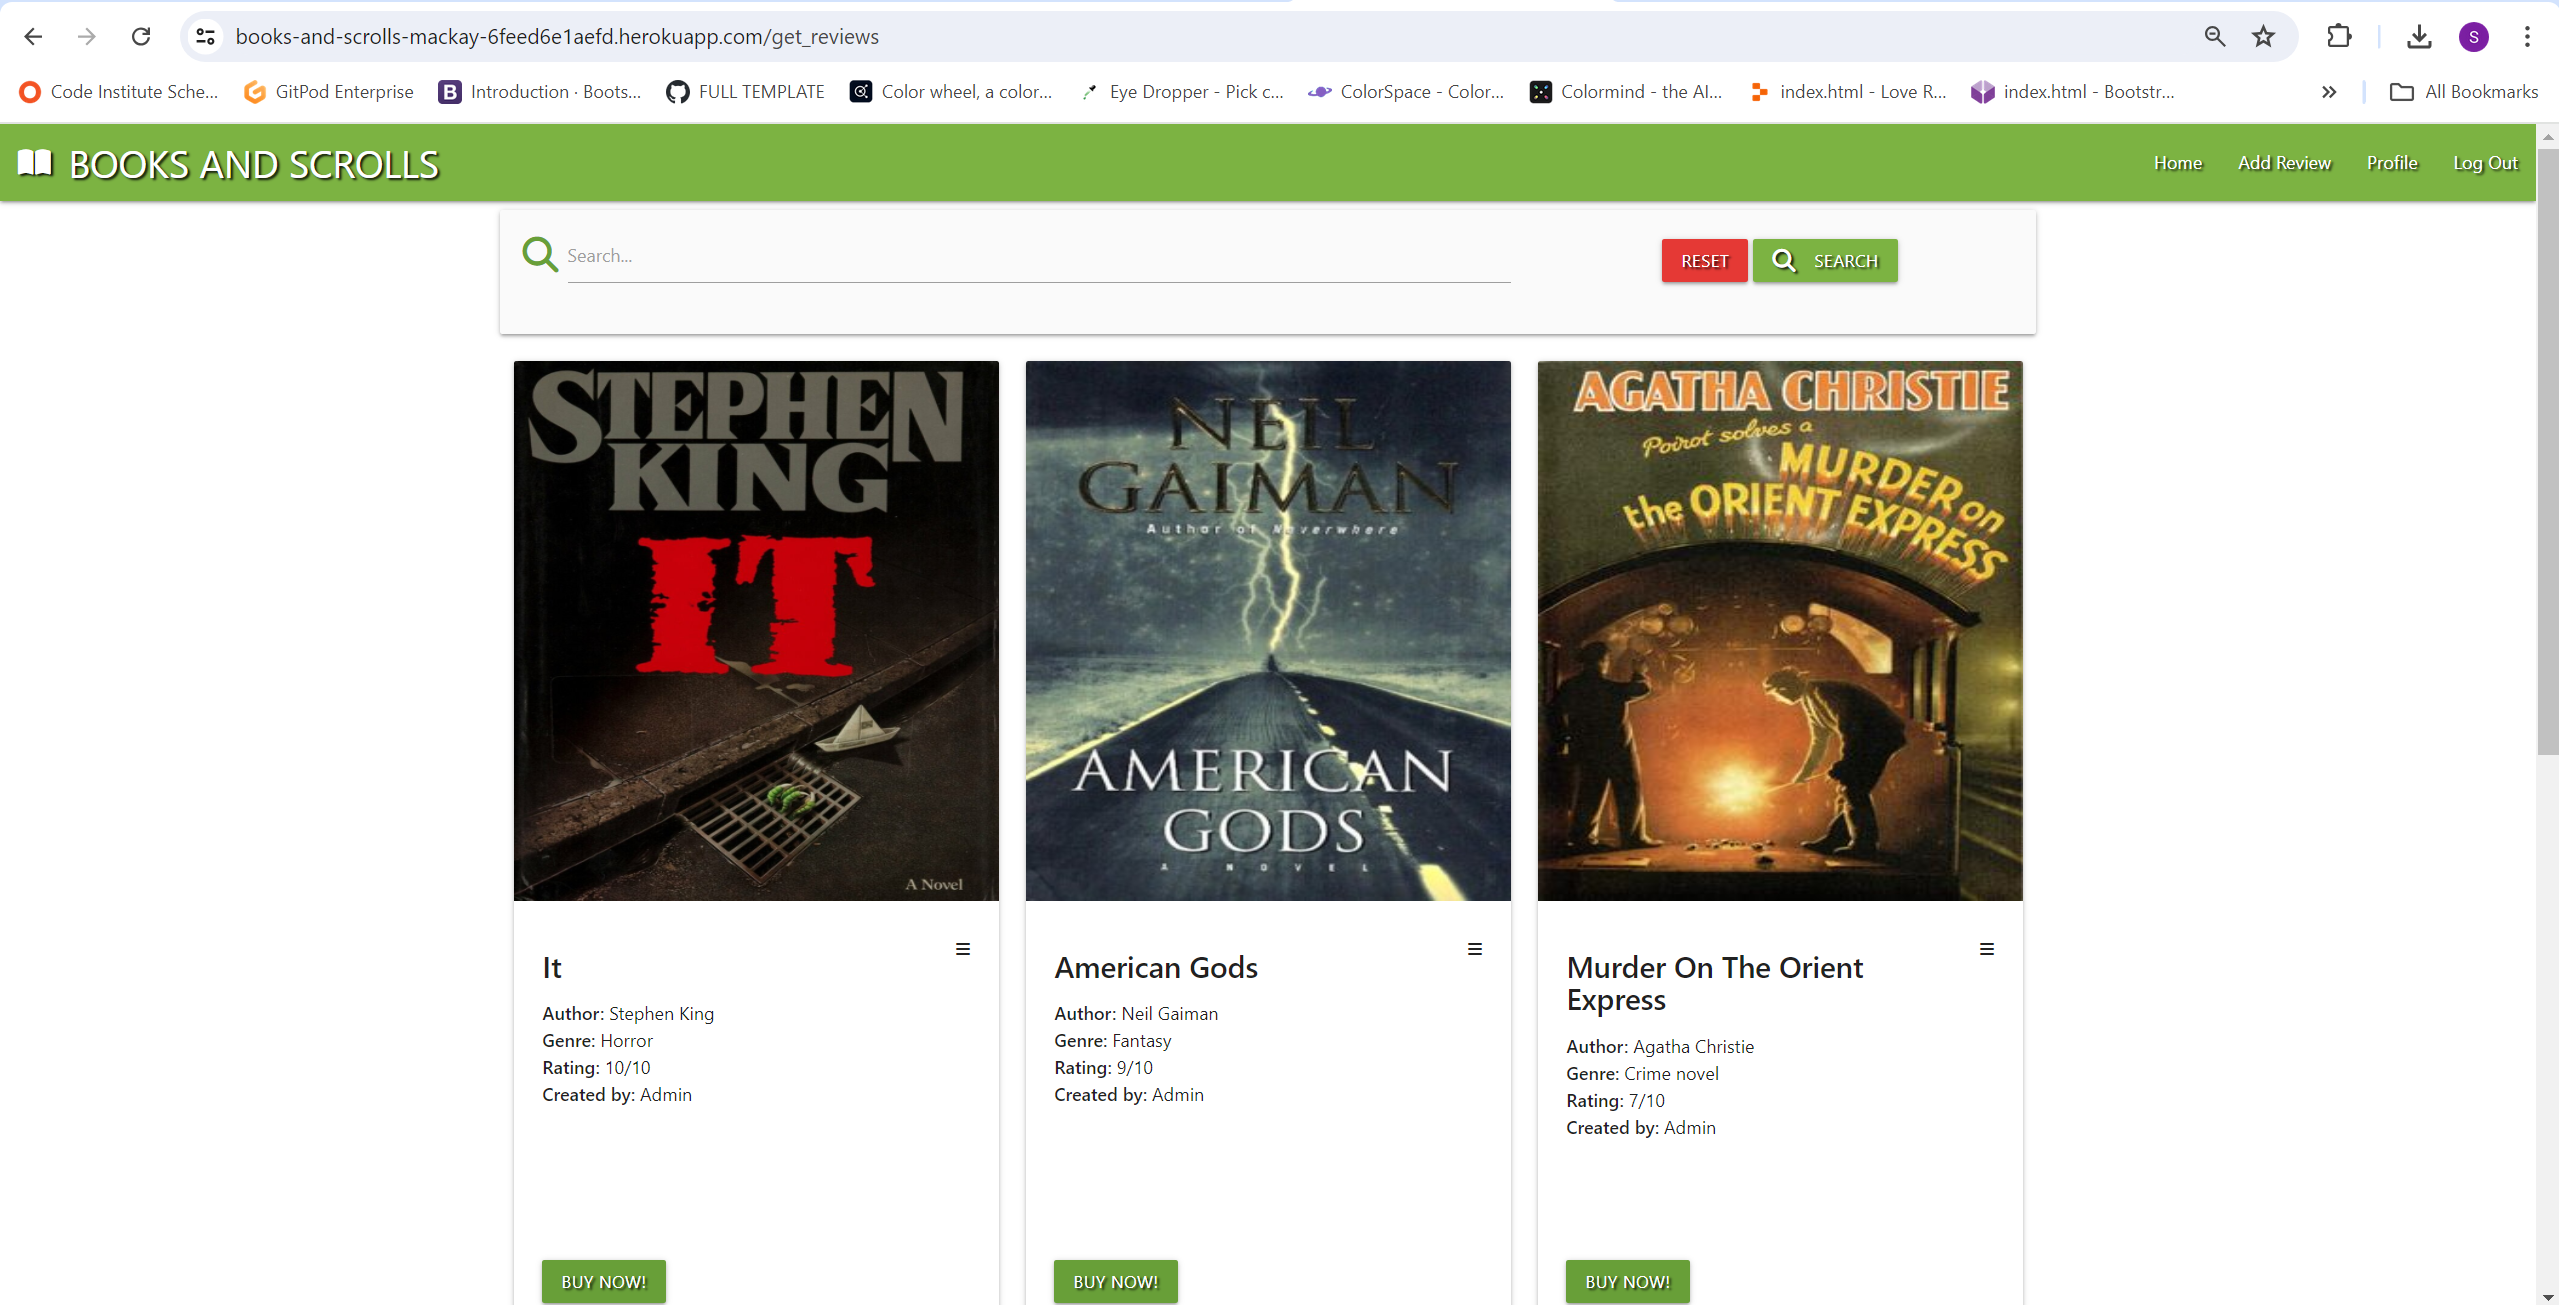 books-and-scrolls-mackay-6feed6e1aefd.herokuapp.com/get_reviews
S
Code Institute Sche... GitPod Enterprise Introduction · Boots... FULL TEMPLATE Color wheel, a color... Eye Dropper - Pick c... ColorSpace - Color... Colormind - the AI... index.html - Love R... index.html - Bootstr... » All Bookmarks
BOOKS AND SCROLLS
Home Add Review Profile Log Out
Search...
RESET SEARCH
STEPHEN
KING
IT
A Novel
NEIL
GAIMAN
Author of Neverwhere
AMERICAN
GODS
A NOVEL
AGATHA CHRISTIE
Poirot solves a
MURDER on
the ORIENT EXPRESS
It
Author: Stephen King
Genre: Horror
Rating: 10/10
Created by: Admin
BUY NOW!
American Gods
Author: Neil Gaiman
Genre: Fantasy
Rating: 9/10
Created by: Admin
BUY NOW!
Murder On The Orient
Express
Author: Agatha Christie
Genre: Crime novel
Rating: 7/10
Created by: Admin
BUY NOW!